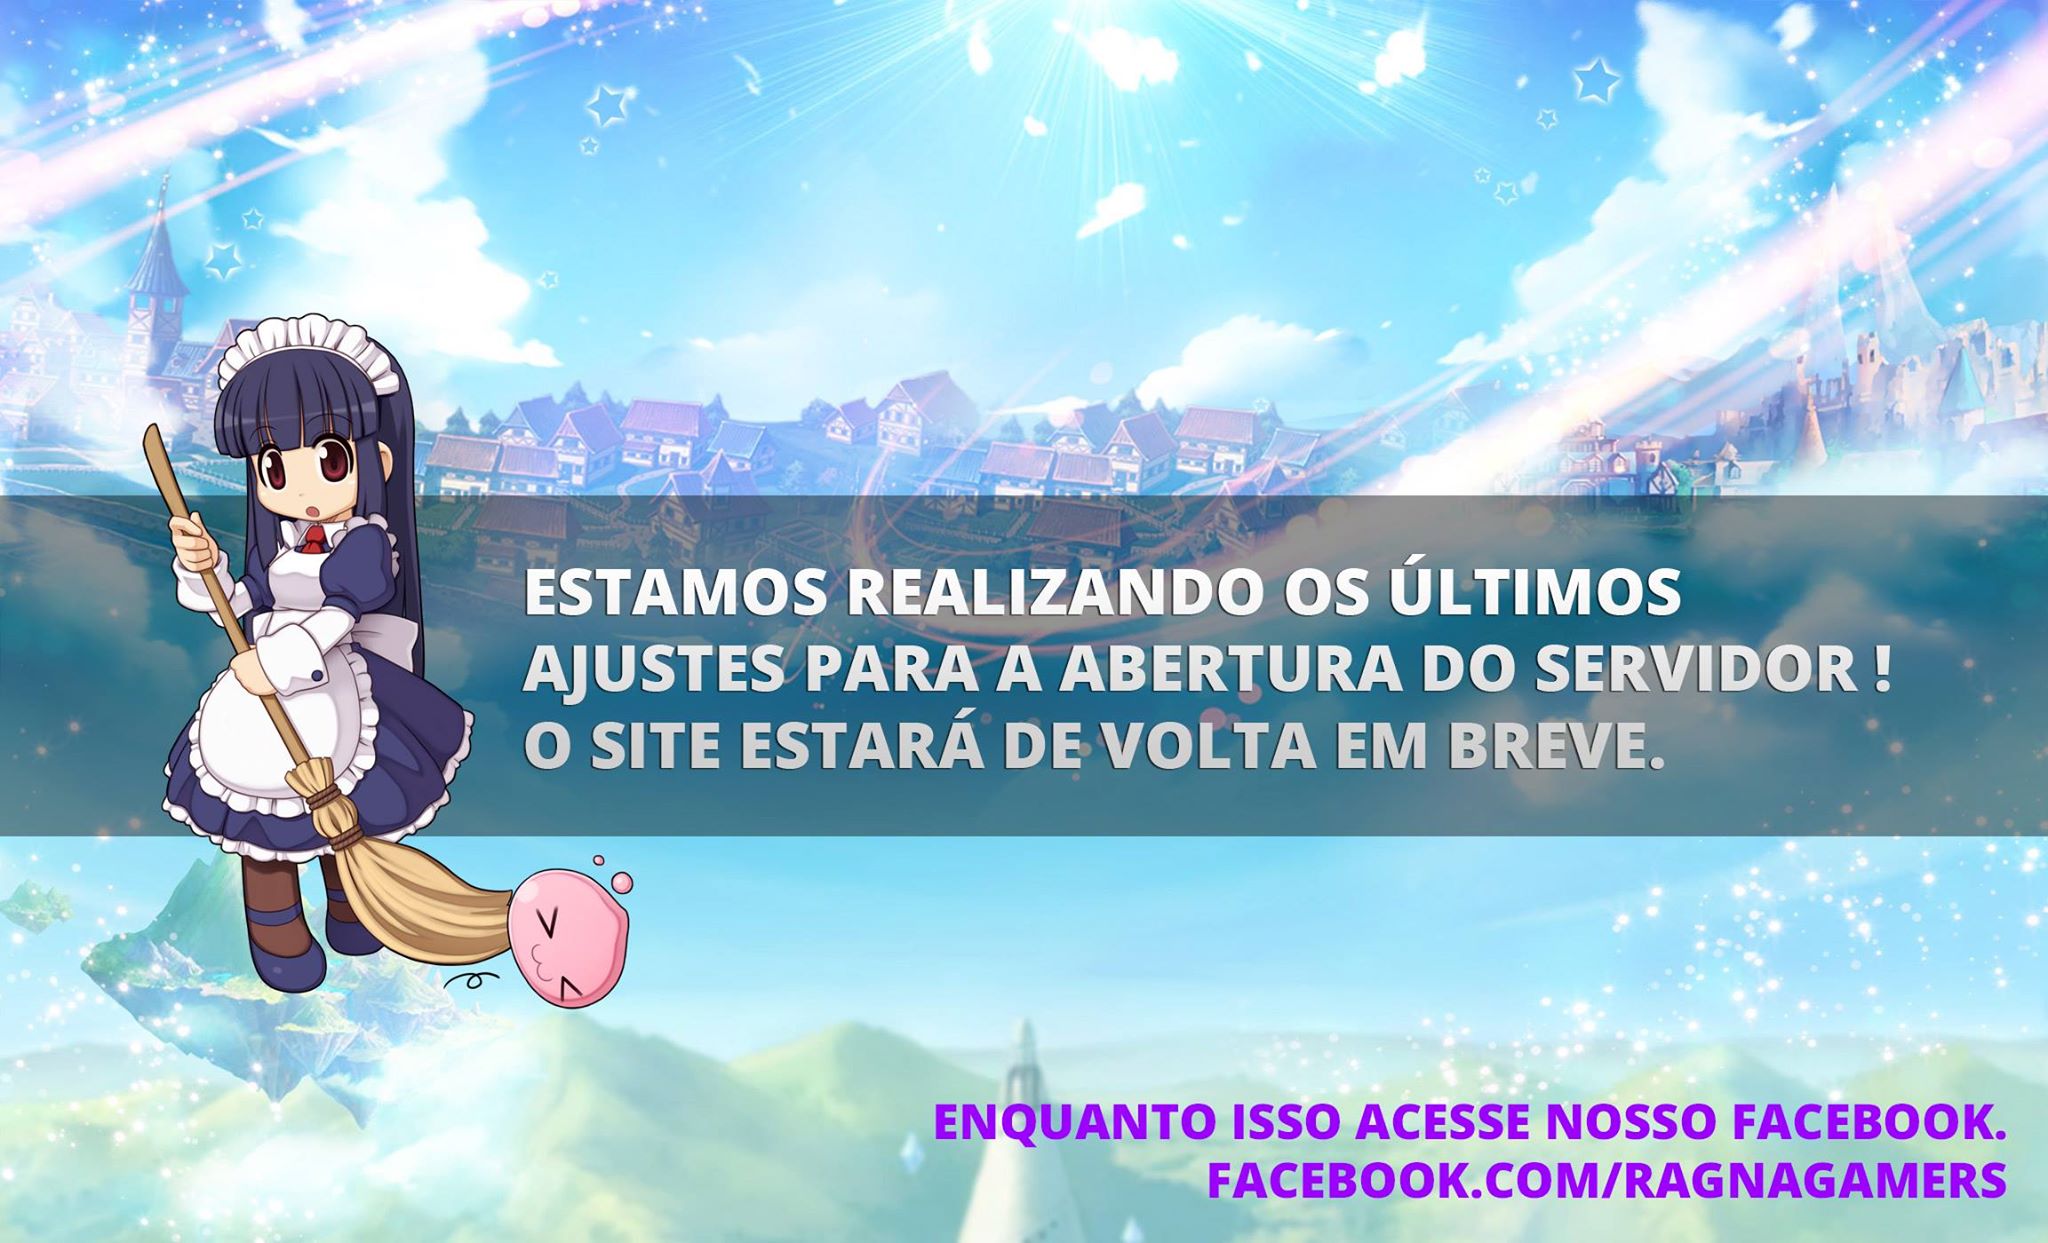 ESTAMOS REALIZANDO OS ÚLTIMOS
AJUSTES PARA A ABERTURA DO SERVIDOR !
O SITE ESTARÁ DE VOLTA EM BREVE.
ENQUANTO ISSO ACESSE NOSSO FACEBOOK.
FACEBOOK.COM/RAGNAGAMERS